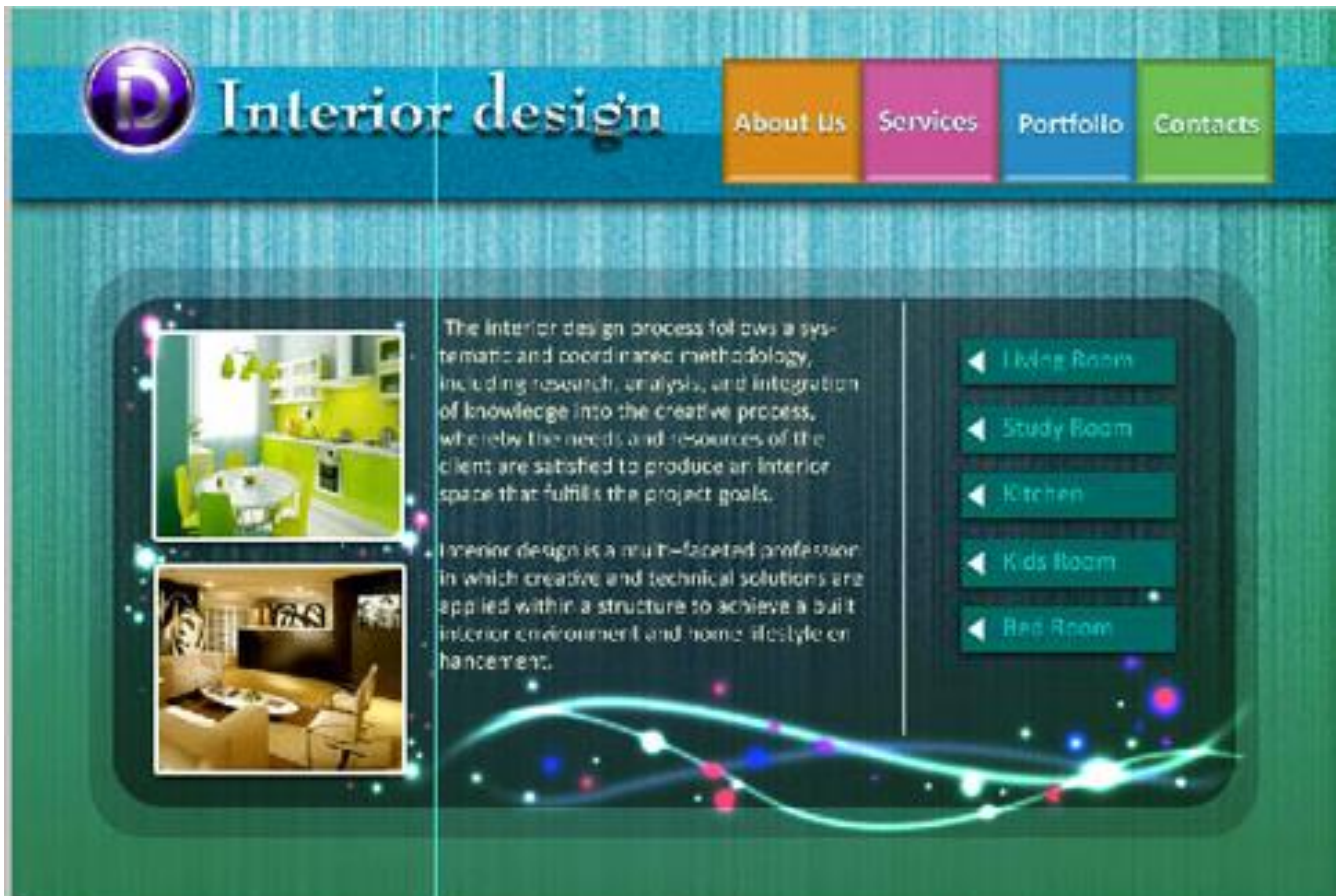 iD Interior design
About Us Services Portfolio Contacts
The interior design process follows a sys-
tematic and coordinated methodology,
including research, analysis, and integration
of knowledge into the creative process,
whereby the needs and resources of the
client are satisfied to produce an interior
space that fulfills the project goals.
Interior design is a multi-faceted profession
in which creative and technical solutions are
applied within a structure to achieve a built
interior environment and home lifestyle en
hancement.
Living Room
Study Room
Kitchen
Kids Room
Bed Room